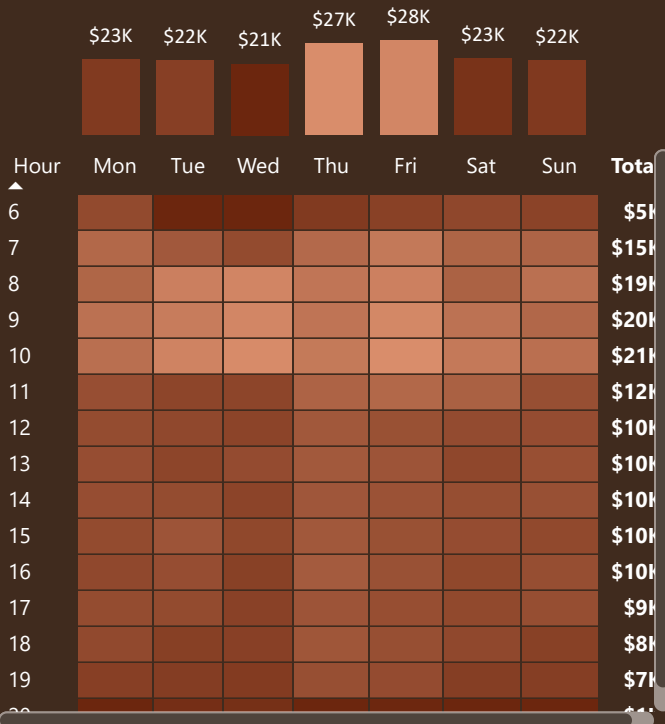 $23K $22K $21K $27K $28K $23K $22K
Hour Mon Tue Wed Thu Fri Sat Sun Tota
6 $5K
7 $15K
8 $19K
9 $20K
10 $21K
11 $12K
12 $10K
13 $10K
14 $10K
15 $10K
16 $10K
17 $9K
18 $8K
19 $7K